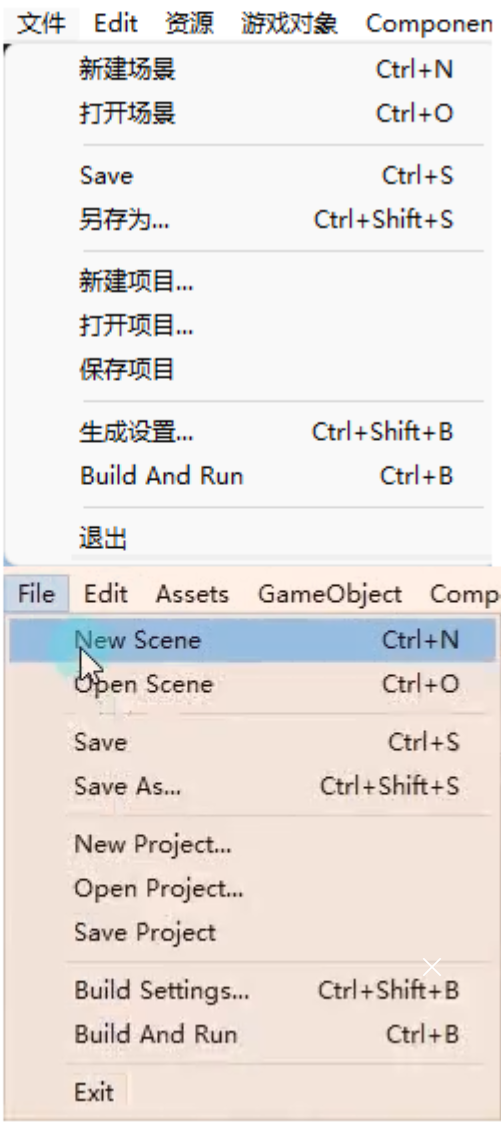 文件 Edit 资源 游戏对象 Componen
新建场景 Ctrl+N
打开场景 Ctrl+O
Save Ctrl+S
另存为... Ctrl+Shift+S
新建项目...
打开项目...
保存项目
生成设置... Ctrl+Shift+B
Build And Run Ctrl+B
退出
File Edit Assets GameObject Comp
New Scene Ctrl+N
Open Scene Ctrl+O
Save Ctrl+S
Save As... Ctrl+Shift+S
New Project...
Open Project...
Save Project
Build Settings... Ctrl+Shift+B
Build And Run Ctrl+B
Exit